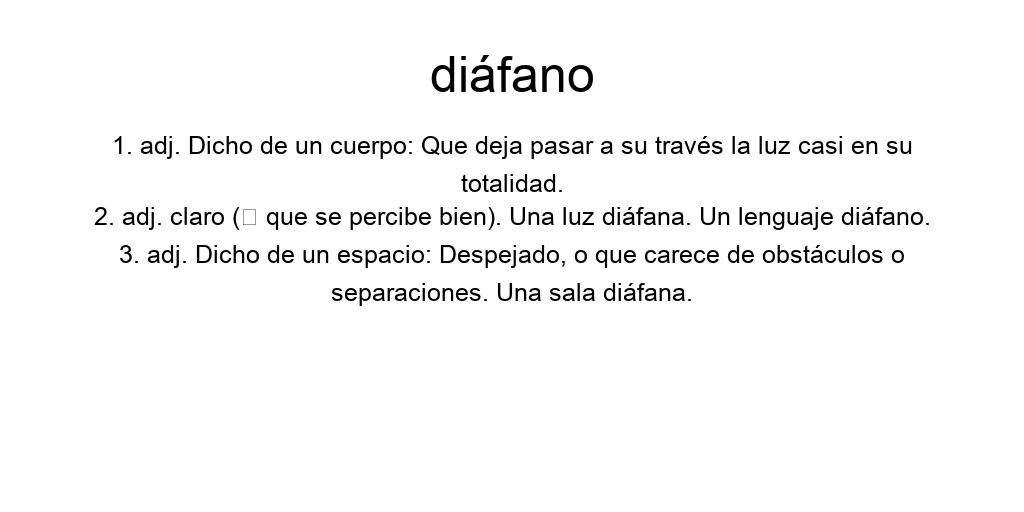 diáfano
1. adj. Dicho de un cuerpo: Que deja pasar a su través la luz casi en su
totalidad.
2. adj. claro (□ que se percibe bien). Una luz diáfana. Un lenguaje diáfano.
3. adj. Dicho de un espacio: Despejado, o que carece de obstáculos o
separaciones. Una sala diáfana.